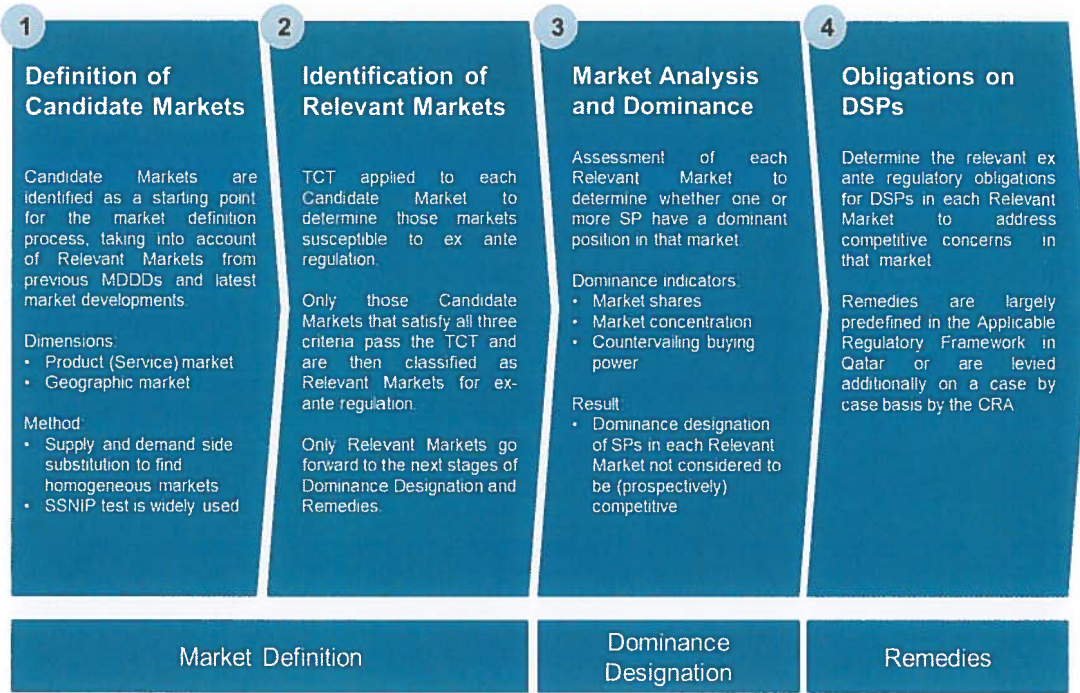 1
Definition of
Candidate Markets
Candidate Markets are
identified as a starting point
for the market definition
process, taking into account
of Relevant Markets from
previous MDDDs and latest
market developments.
Dimensions:
• Product (Service) market
• Geographic market
Method:
• Supply and demand side
substitution to find
homogeneous markets
• SSNIP test is widely used
2
Identification of
Relevant Markets
TCT applied to each
Candidate Market to
determine those markets
susceptible to ex ante
regulation.
Only those Candidate
Markets that satisfy all three
criteria pass the TCT and
are then classified as
Relevant Markets for ex-
ante regulation.
Only Relevant Markets go
forward to the next stages of
Dominance Designation and
Remedies.
3
Market Analysis
and Dominance
Assessment of each
Relevant Market to
determine whether one or
more SP have a dominant
position in that market.
Dominance indicators:
• Market shares
• Market concentration
• Countervailing buying
power
Result:
• Dominance designation
of SPs in each Relevant
Market not considered to
be (prospectively)
competitive
4
Obligations on
DSPs
Determine the relevant ex
ante regulatory obligations
for DSPs in each Relevant
Market to address
competitive concerns in
that market
Remedies are largely
predefined in the Applicable
Regulatory Framework in
Qatar or are levied
additionally on a case by
case basis by the CRA
Market Definition
Dominance
Designation
Remedies